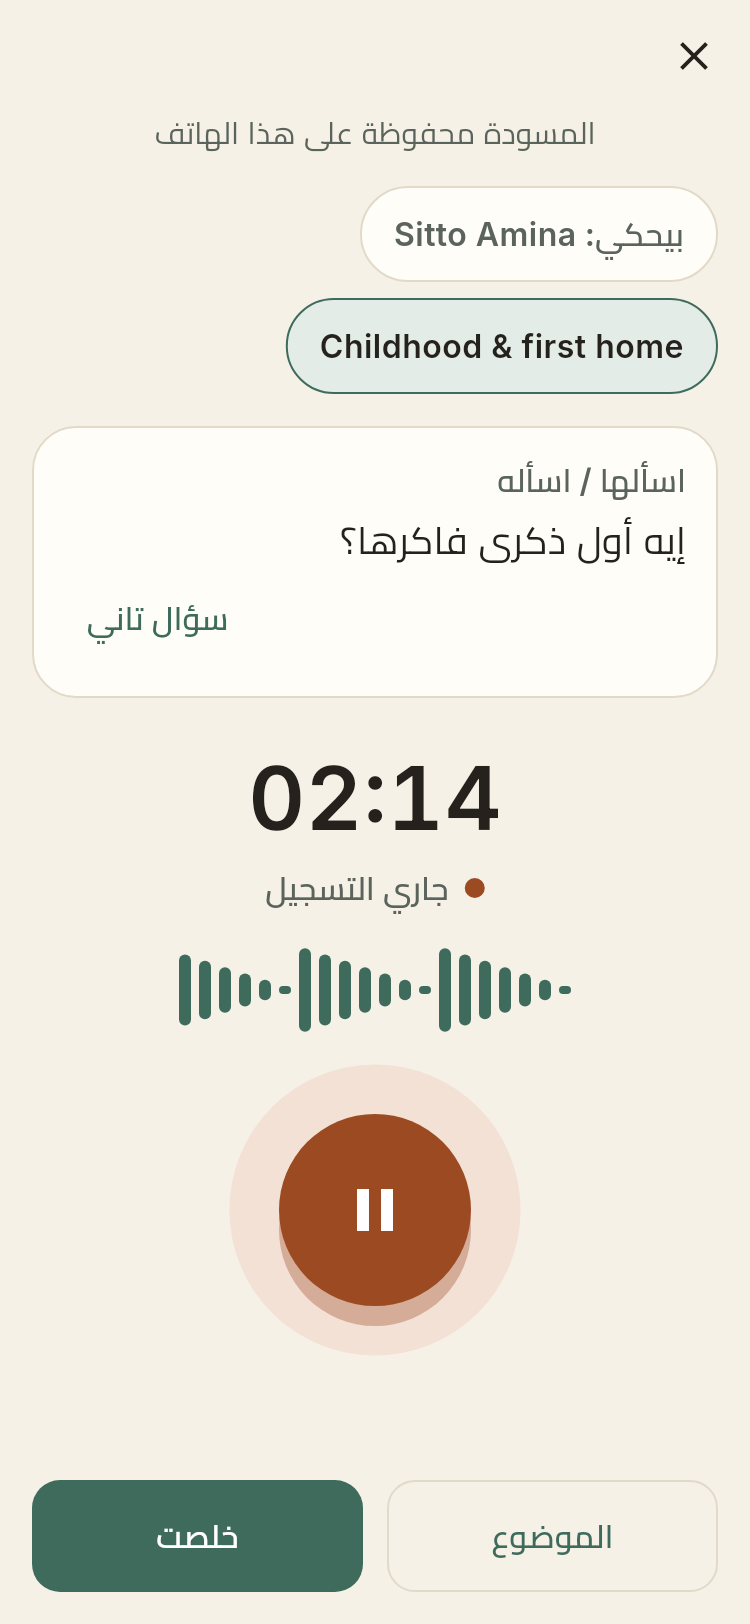 المسودة محفوظة على هذا الهاتف
بيحكي: Sitto Amina
Childhood & first home
اسألها / اسأله
إيه أول ذكرى فاكرها؟
سؤال تاني
02:14
جاري التسجيل
الموضوع
خلصت